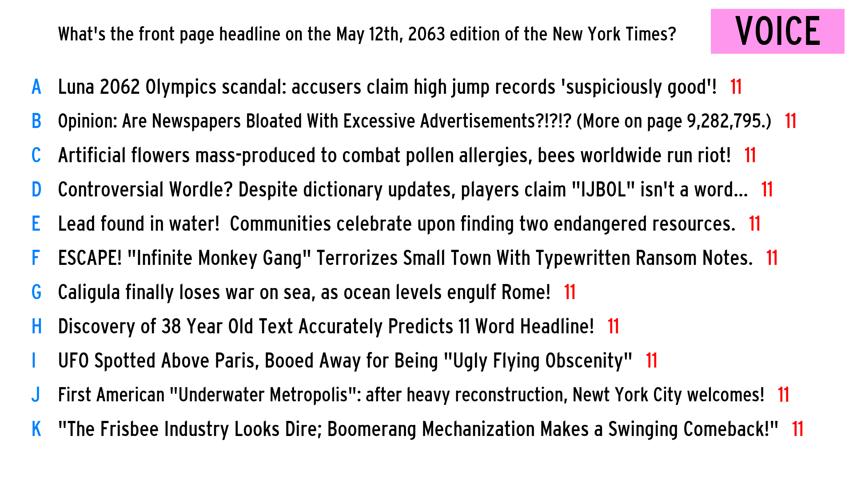 What's the front page headline on the May 12th, 2063 edition of the New York Times?
VOICE
A Luna 2062 Olympics scandal: accusers claim high jump records 'suspiciously good'! 11
B Opinion: Are Newspapers Bloated With Excessive Advertisements?!?!? (More on page 9,282,795.) 11
C Artificial flowers mass-produced to combat pollen allergies, bees worldwide run riot! 11
D Controversial Wordle? Despite dictionary updates, players claim "IJBOL" isn't a word... 11
E Lead found in water! Communities celebrate upon finding two endangered resources. 11
F ESCAPE! "Infinite Monkey Gang" Terrorizes Small Town With Typewritten Ransom Notes. 11
G Caligula finally loses war on sea, as ocean levels engulf Rome! 11
H Discovery of 38 Year Old Text Accurately Predicts 11 Word Headline! 11
I UFO Spotted Above Paris, Booed Away for Being "Ugly Flying Obscenity" 11
J First American "Underwater Metropolis": after heavy reconstruction, Newt York City welcomes! 11
K "The Frisbee Industry Looks Dire; Boomerang Mechanization Makes a Swinging Comeback!" 11